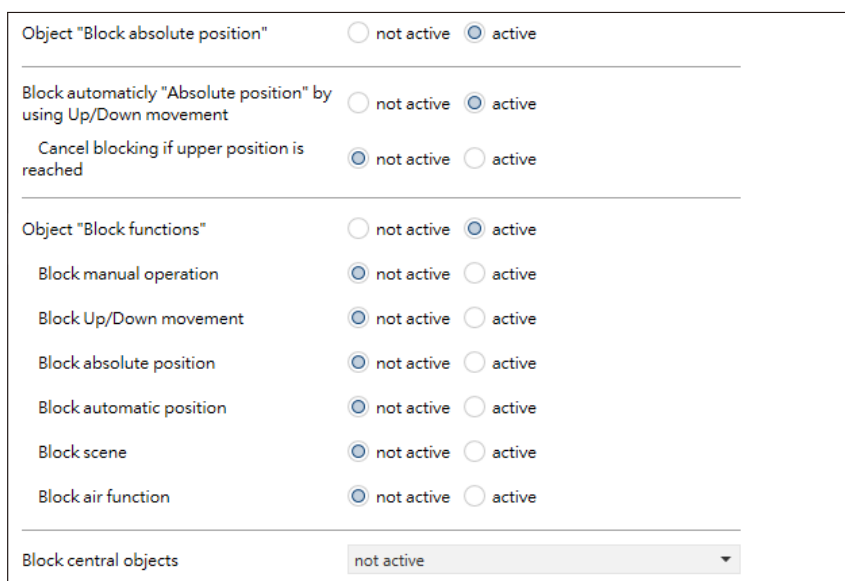 Object "Block absolute position" not active active
Block automaticly "Absolute position" by
using Up/Down movement not active active
Cancel blocking if upper position is
reached not active active
Object "Block functions" not active active
Block manual operation not active active
Block Up/Down movement not active active
Block absolute position not active active
Block automatic position not active active
Block scene not active active
Block air function not active active
Block central objects not active